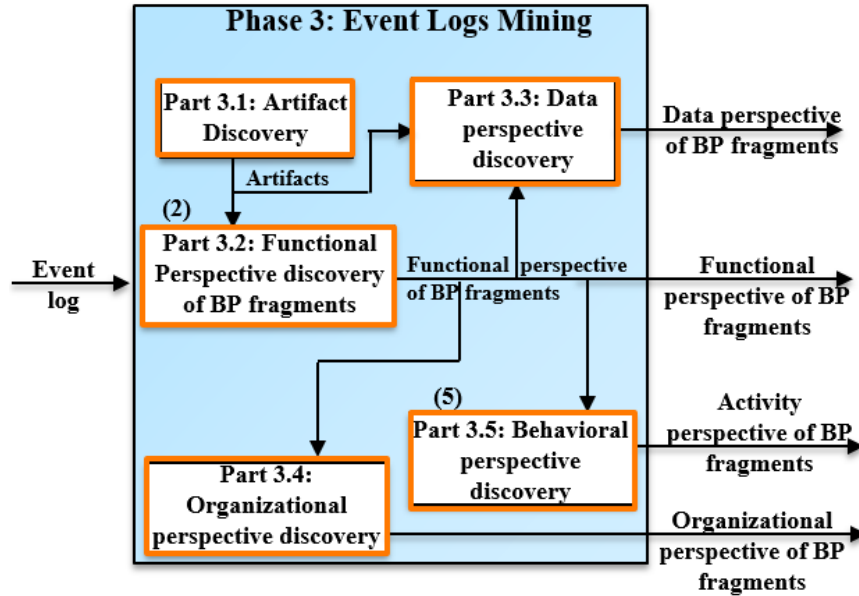 Phase 3: Event Logs Mining
Part 3.1: Artifact
Discovery
Part 3.3: Data
perspective
discovery
Data perspective
of BP fragments
Artifacts
(2)
Part 3.2: Functional
Perspective discovery
of BP fragments
Event
log
Functional perspective
of BP fragments
Functional
perspective of BP
fragments
(5)
Part 3.5: Behavioral
perspective
discovery
Activity
perspective of BP
fragments
Part 3.4:
Organizational
perspective discovery
Organizational
perspective of BP
fragments